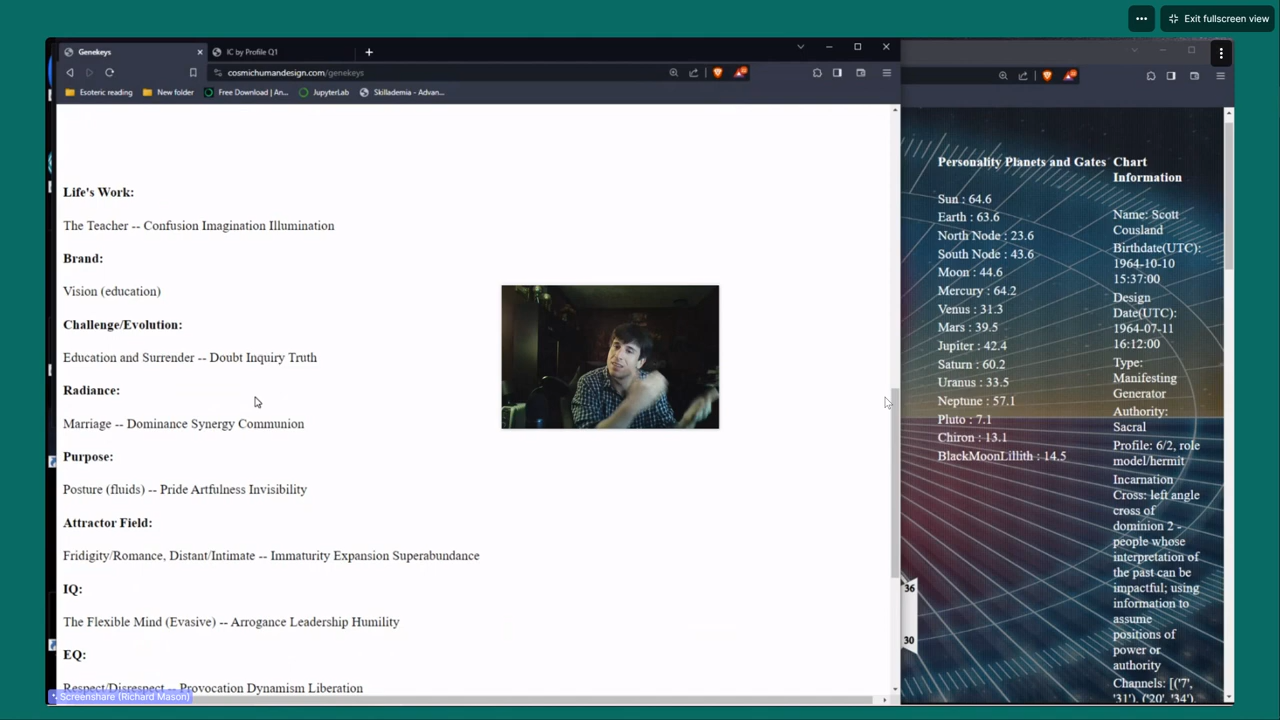 Exit fullscreen view
Genekeys
IC by Profile Q1
cosmichumandesign.com/genekeys
Esoteric reading
New folder
Free Download | An...
JupyterLab
Skillademia - Advan...
Life's Work:
The Teacher -- Confusion Imagination Illumination
Brand:
Vision (education)
Challenge/Evolution:
Education and Surrender -- Doubt Inquiry Truth
Radiance:
Marriage -- Dominance Synergy Communion
Purpose:
Posture (fluids) -- Pride Artfulness Invisibility
Attractor Field:
Fridigity/Romance, Distant/Intimate -- Immaturity Expansion Superabundance
IQ:
The Flexible Mind (Evasive) -- Arrogance Leadership Humility
EQ:
Respect/Disrespect -- Provocation Dynamism Liberation
Screenshare (Richard Mason)
36
30
Personality Planets and Gates
Sun : 64.6
Earth : 63.6
North Node : 23.6
South Node : 43.6
Moon : 44.6
Mercury : 64.2
Venus : 31.3
Mars : 39.5
Jupiter : 42.4
Saturn : 60.2
Uranus : 33.5
Neptune : 57.1
Pluto : 7.1
Chiron : 13.1
BlackMoonLillith : 14.5
Chart
Information
Name: Scott
Cousland
Birthdate(UTC):
1964-10-10
15:37:00
Design
Date(UTC):
1964-07-11
16:12:00
Type:
Manifesting
Generator
Authority:
Sacral
Profile: 6/2, role
model/hermit
Incarnation
Cross: left angle
cross of
dominion 2 -
people whose
interpretation of
the past can be
impactful; using
information to
assume
positions of
power or
authority
Channels: [('7',
'31'), ('20', '34'),